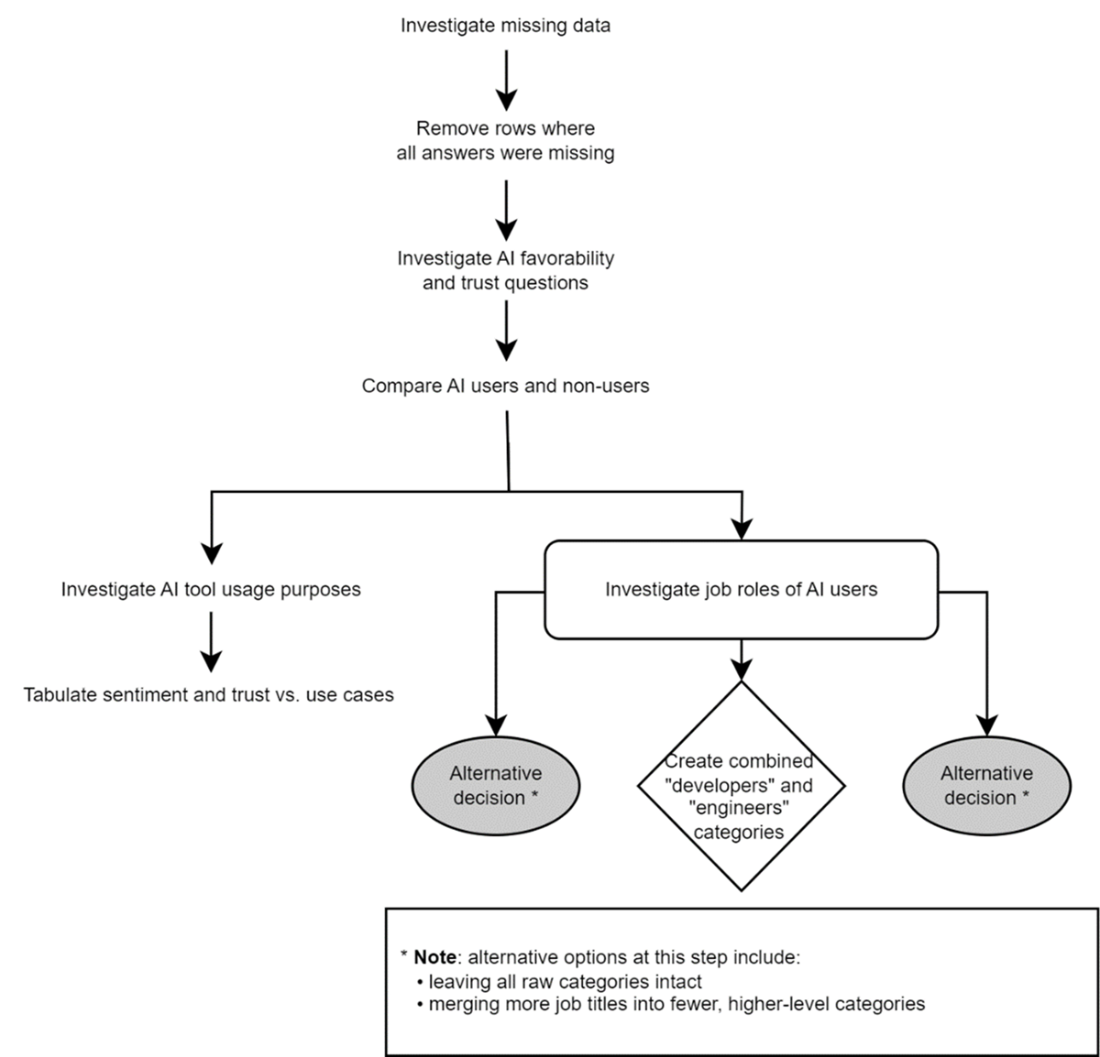 Investigate missing data
Remove rows where
all answers were missing
Investigate AI favorability
and trust questions
Compare AI users and non-users
Investigate AI tool usage purposes
Tabulate sentiment and trust vs. use cases
Investigate job roles of AI users
Alternative
decision *
Create combined
"developers" and
"engineers"
categories
Alternative
decision *
* Note: alternative options at this step include:
• leaving all raw categories intact
• merging more job titles into fewer, higher-level categories